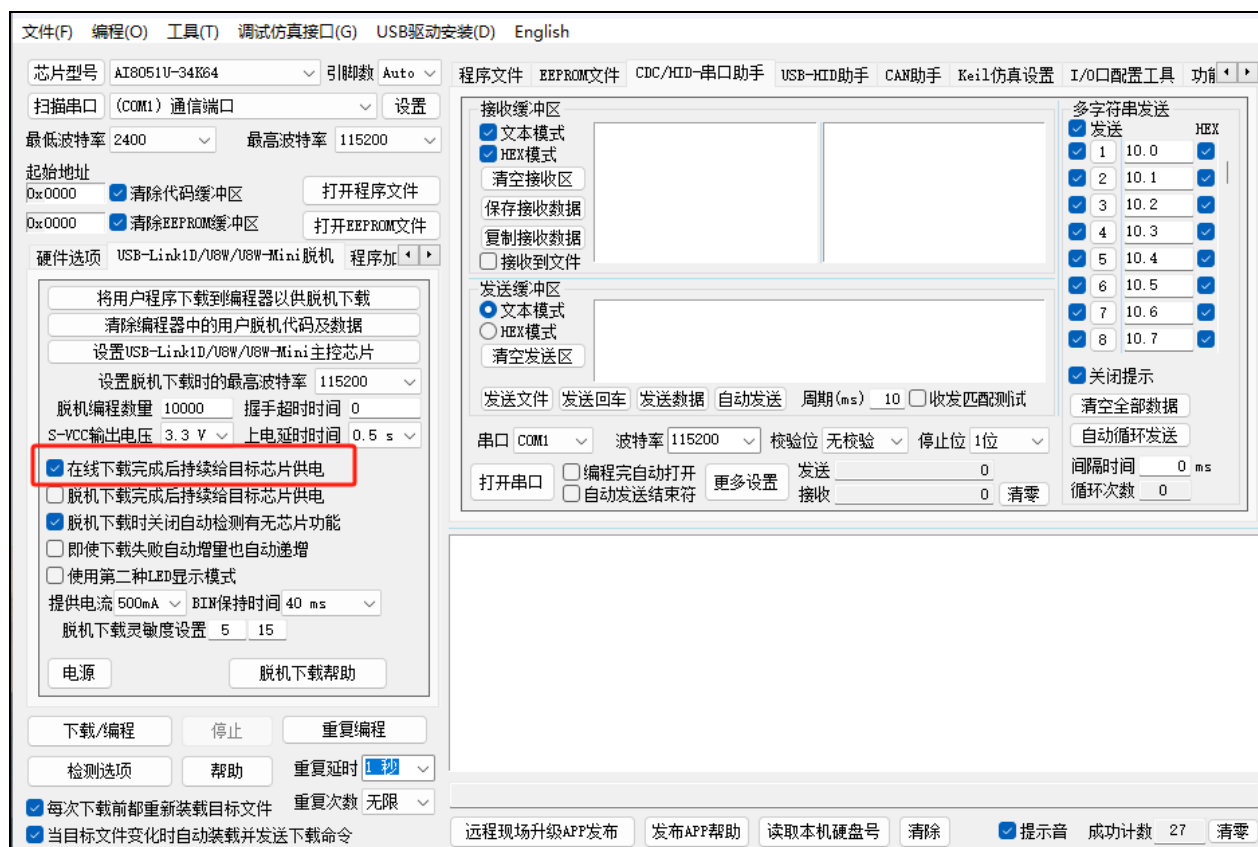 文件(F) 编程(O) 工具(T) 调试仿真接口(G) USB驱动安装(D) English
芯片型号 AI8051U-34K64 引脚数 Auto
扫描串口 (COM1) 通信端口 设置
最低波特率 2400 最高波特率 115200
起始地址
0x0000 清除代码缓冲区 打开程序文件
0x0000 清除EEPROM缓冲区 打开EEPROM文件
硬件选项 USB-Link1D/U8W/U8W-Mini脱机 程序加
将用户程序下载到编程器以供脱机下载
清除编程器中的用户脱机代码及数据
设置USB-Link1D/U8W/U8W-Mini主控芯片
设置脱机下载时的最高波特率 115200
脱机编程数量 10000 握手超时时间 0
S-VCC输出电压 3.3 V 上电延时时间 0.5 s
在线下载完成后持续给目标芯片供电
脱机下载完成后持续给目标芯片供电
脱机下载时关闭自动检测有无芯片功能
即使下载失败自动增量也自动递增
使用第二种LED显示模式
提供电流 500mA BIN保持时间 40 ms
脱机下载灵敏度设置 5 15
电源 脱机下载帮助
下载/编程 停止 重复编程
检测选项 帮助 重复延时 1 秒
每次下载前都重新装载目标文件 重复次数 无限
当目标文件变化时自动装载并发送下载命令
程序文件 EEPROM文件 CDC/HID-串口助手 USB-HID助手 CAN助手 Keil仿真设置 I/O口配置工具
接收缓冲区
文本模式
HEX模式
清空接收区
保存接收数据
复制接收数据
接收到文件
发送缓冲区
文本模式
HEX模式
清空发送区
发送文件 发送回车 发送数据 自动发送 周期(ms) 10 收发匹配测试
串口 COM1 波特率 115200 校验位 无校验 停止位 1位
打开串口 编程完自动打开 更多设置 发送 0
自动发送结束符 接收 0 清零
多字符串发送
发送 HEX
1 10.0
2 10.1
3 10.2
4 10.3
5 10.4
6 10.5
7 10.6
8 10.7
关闭提示
清空全部数据
自动循环发送
间隔时间 0 ms
循环次数 0
远程现场升级APP发布 发布APP帮助 读取本机硬盘号 清除 提示音 成功计数 27 清零